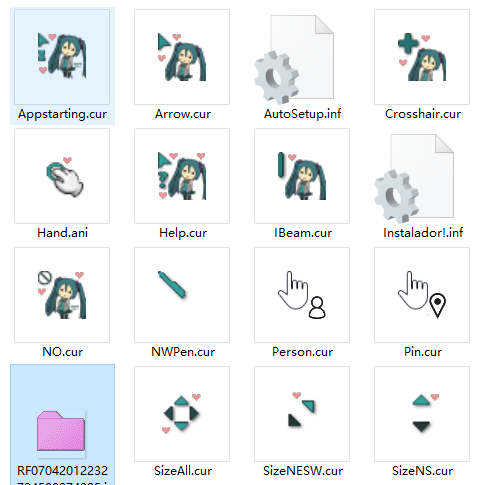 Appstarting.cur
Arrow.cur
AutoSetup.inf
Crosshair.cur
Hand.ani
Help.cur
IBeam.cur
Instalador!.inf
NO.cur
NWPen.cur
Person.cur
Pin.cur
RF07042012232
SizeAll.cur
SizeNESW.cur
SizeNS.cur